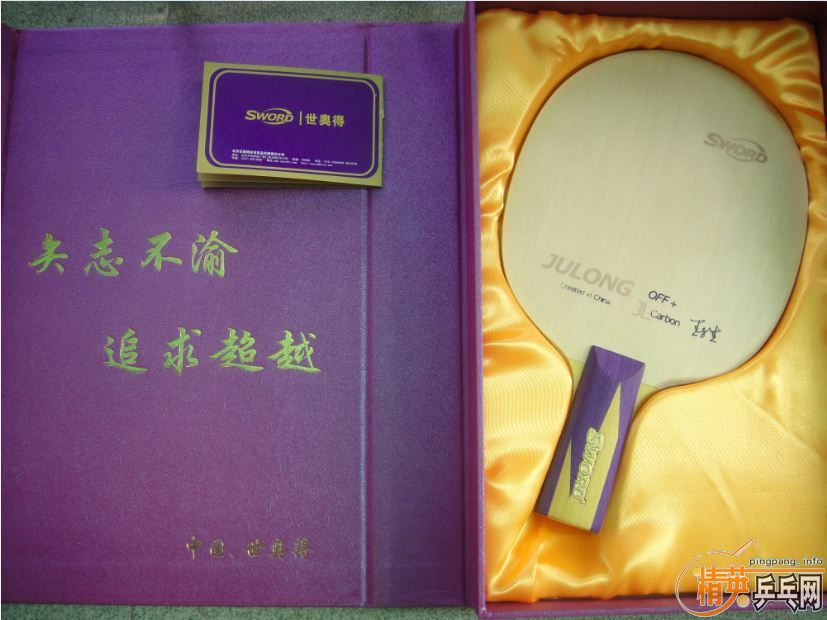 SWORD | 世奥得
矢志不渝
追求超越
中国、世奥得
SWORD
JULONG
Created in China
OFF +
JL-Carbon
SWORD
pingpang.info
精英乒乓网